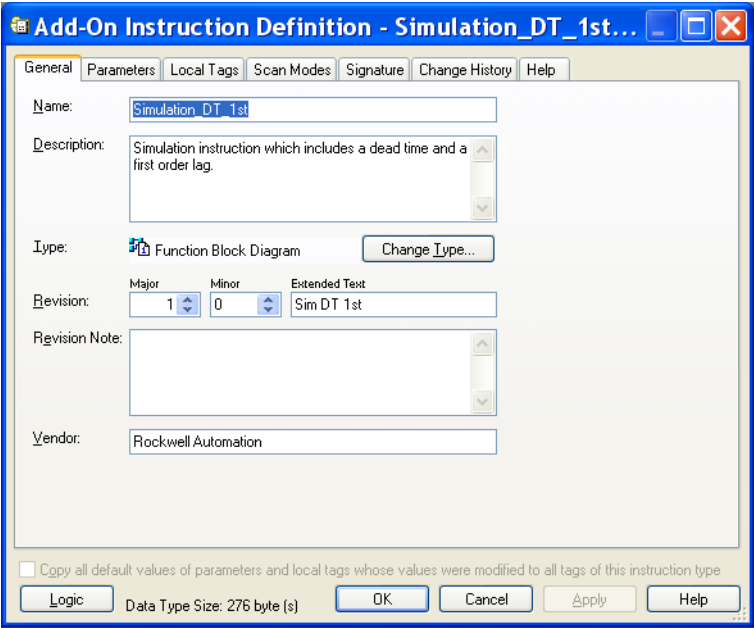 Add-On Instruction Definition - Simulation_DT_1st...
General Parameters Local Tags Scan Modes Signature Change History Help
Name: Simulation_DT_1st
Description: Simulation instruction which includes a dead time and a
first order lag.
Type: Function Block Diagram Change Type...
Major Minor Extended Text
Revision: 1 0 Sim DT 1st
Revision Note:
Vendor: Rockwell Automation
Copy all default values of parameters and local tags whose values were modified to all tags of this instruction type
Logic Data Type Size: 276 byte (s) OK Cancel Apply Help